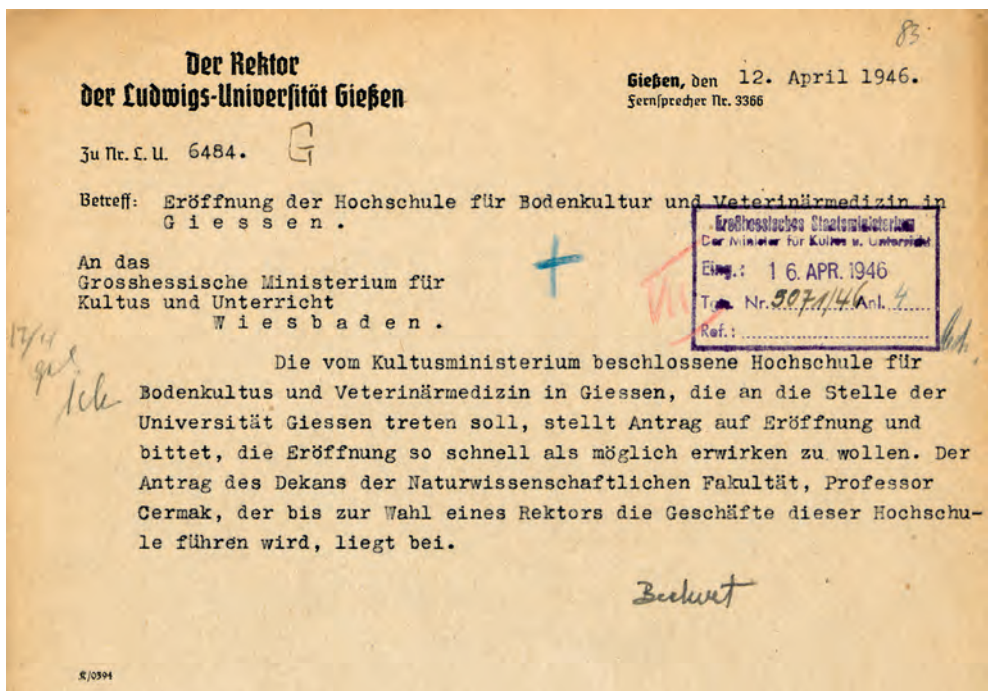 83.
Der Rektor
der Ludwigs-Universität Gießen
Gießen, den 12. April 1946.
Fernsprecher Nr. 3366
Zu Nr. L. U. 6484.
G
Betreff: Eröffnung der Hochschule für Bodenkultur und Veterinärmedizin in
G i e s s e n .
Großhessisches Staatsministerium
Der Minister für Kultus u. Unterricht
Eing.: 16. APR. 1946
Tgb. Nr. 5071/46 Anl. 4
Ref.:
An das
Grosshessische Ministerium für
Kultus und Unterricht
W i e s b a d e n .
VII
17/4
Die vom Kultusministerium beschlossene Hochschule für
Bodenkultus und Veterinärmedizin in Giessen, die an die Stelle der
Universität Giessen treten soll, stellt Antrag auf Eröffnung und
bittet, die Eröffnung so schnell als möglich erwirken zu wollen. Der
Antrag des Dekans der Naturwissenschaftlichen Fakultät, Professor
Cermak, der bis zur Wahl eines Rektors die Geschäfte dieser Hochschu-
le führen wird, liegt bei.
K/0394